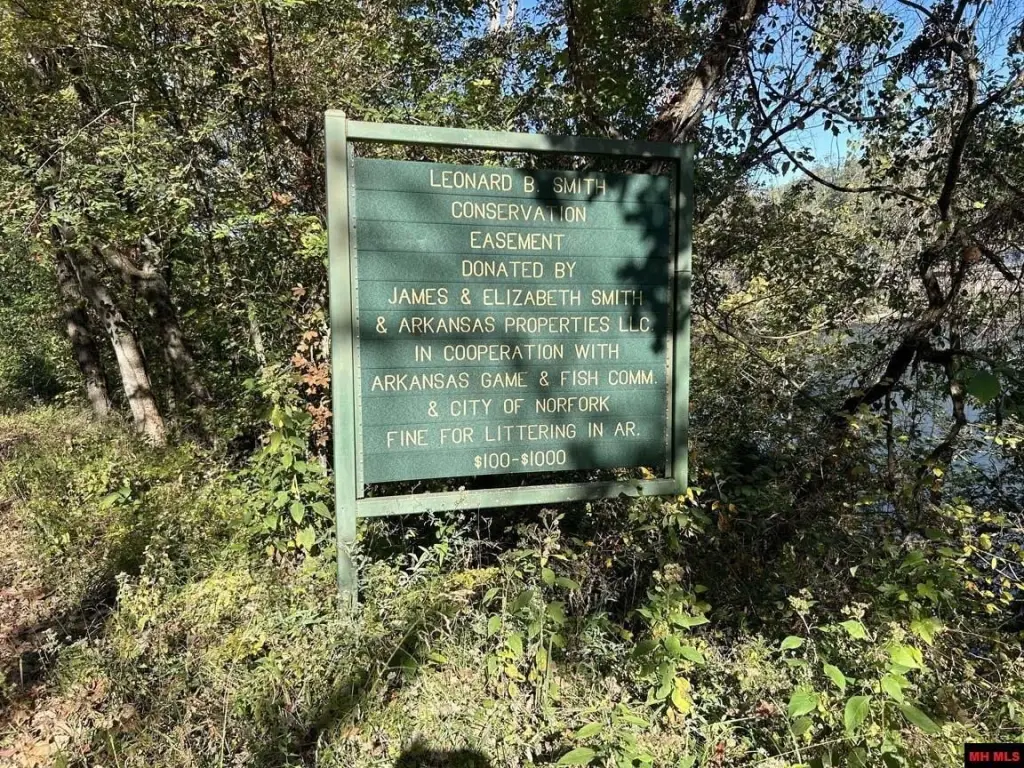 LEONARD B. SMITH
CONSERVATION
EASEMENT
DONATED BY
JAMES & ELIZABETH SMITH
& ARKANSAS PROPERTIES LLC.
IN COOPERATION WITH
ARKANSAS GAME & FISH COMM.
& CITY OF NORFORK
FINE FOR LITTERING IN AR.
$100-$1000
MH MLS